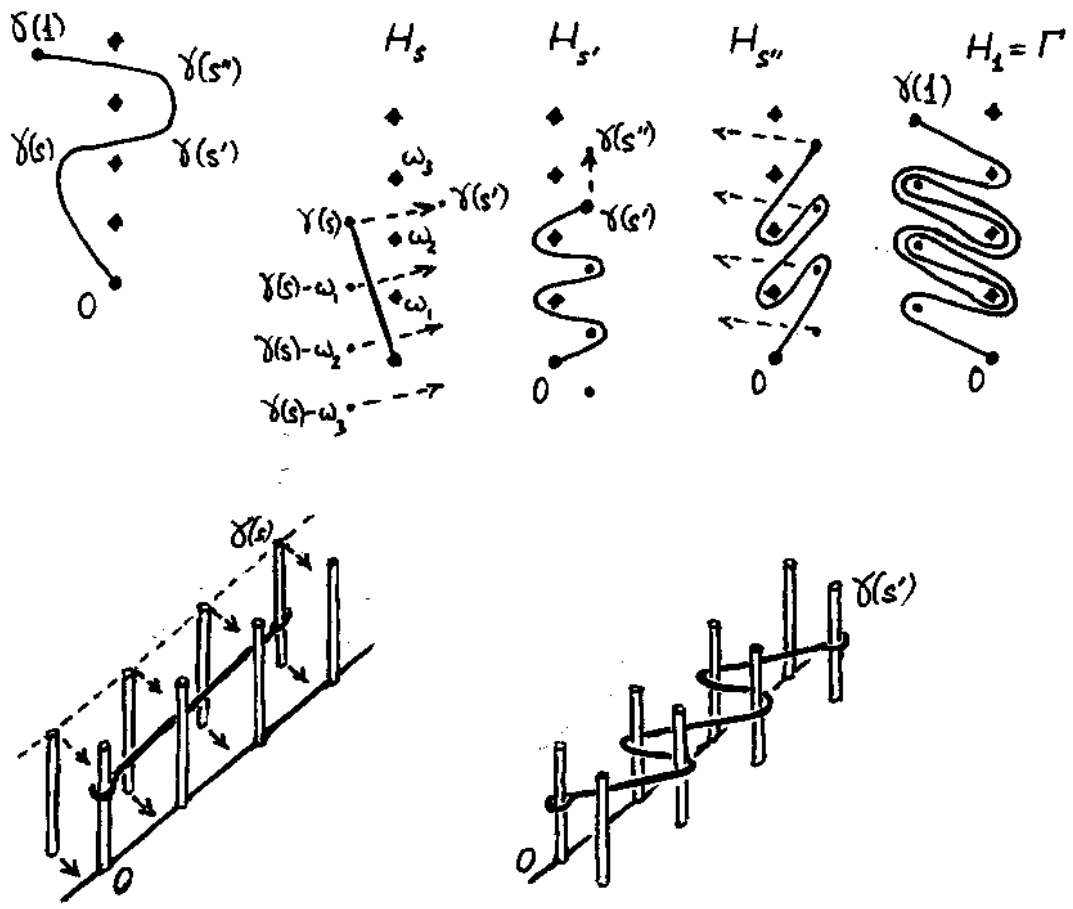 γ(1)
γ(s'')
γ(s)
γ(s')
0
H_s
ω_3
γ(s)
γ(s')
ω_2
γ(s)-ω_1
ω_1
γ(s)-ω_2
γ(s)-ω_3
H_s'
γ(s'')
γ(s')
0
H_s''
0
H_1 = Γ
γ(1)
0
γ(s)
0
γ(s')
0